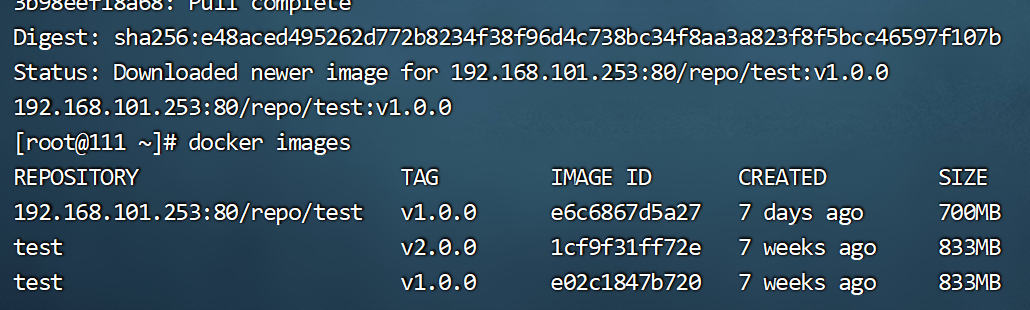 3b98eef18a68: Pull complete
Digest: sha256:e48aced495262d772b8234f38f96d4c738bc34f8aa3a823f8f5bcc46597f107b
Status: Downloaded newer image for 192.168.101.253:80/repo/test:v1.0.0
192.168.101.253:80/repo/test:v1.0.0
[root@111 ~]# docker images
REPOSITORY TAG IMAGE ID CREATED SIZE
192.168.101.253:80/repo/test v1.0.0 e6c6867d5a27 7 days ago 700MB
test v2.0.0 1cf9f31ff72e 7 weeks ago 833MB
test v1.0.0 e02c1847b720 7 weeks ago 833MB